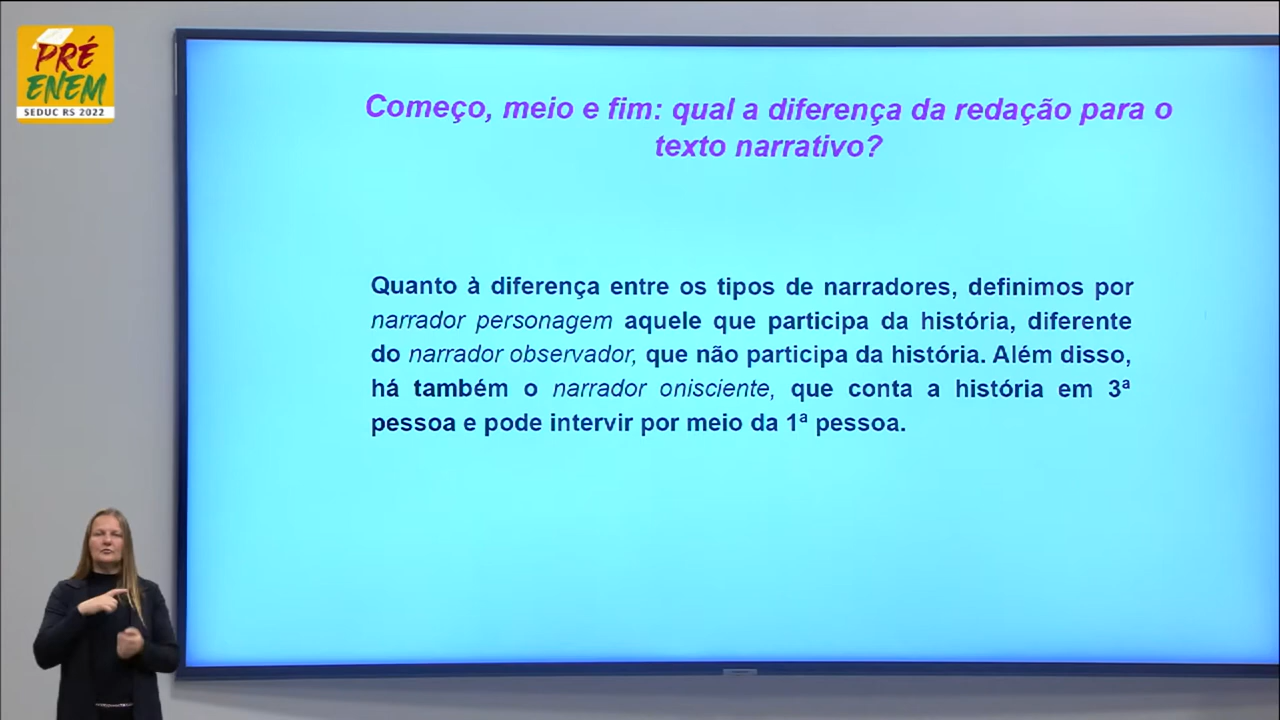 PRÉ
ENEM
SEDUC RS 2022
Começo, meio e fim: qual a diferença da redação para o
texto narrativo?
Quanto à diferença entre os tipos de narradores, definimos por
narrador personagem aquele que participa da história, diferente
do narrador observador, que não participa da história. Além disso,
há também o narrador onisciente, que conta a história em 3ª
pessoa e pode intervir por meio da 1ª pessoa.